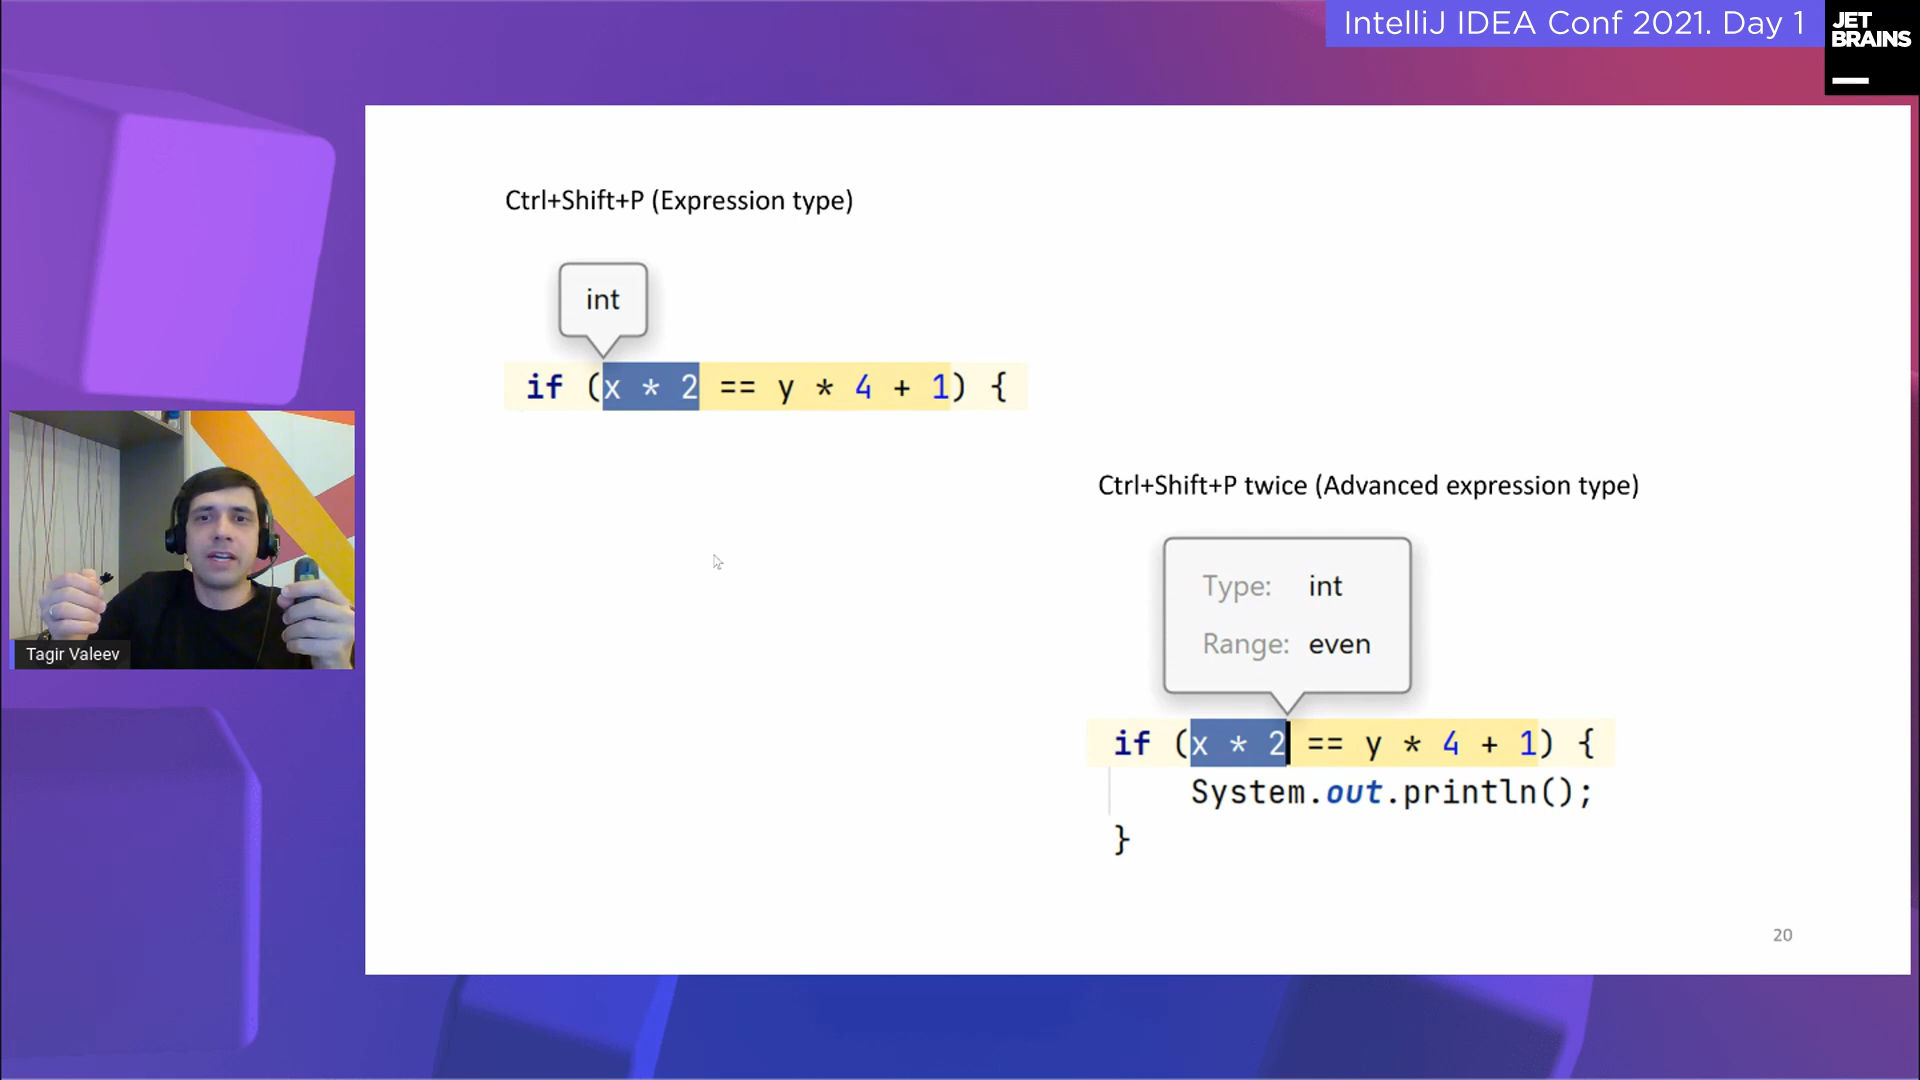 IntelliJ IDEA Conf 2021. Day 1
JET
BRAINS
Ctrl+Shift+P (Expression type)
int
if (x * 2 == y * 4 + 1) {
Tagir Valeev
Ctrl+Shift+P twice (Advanced expression type)
Type: int
Range: even
if (x * 2 == y * 4 + 1) {
System.out.println();
}
20